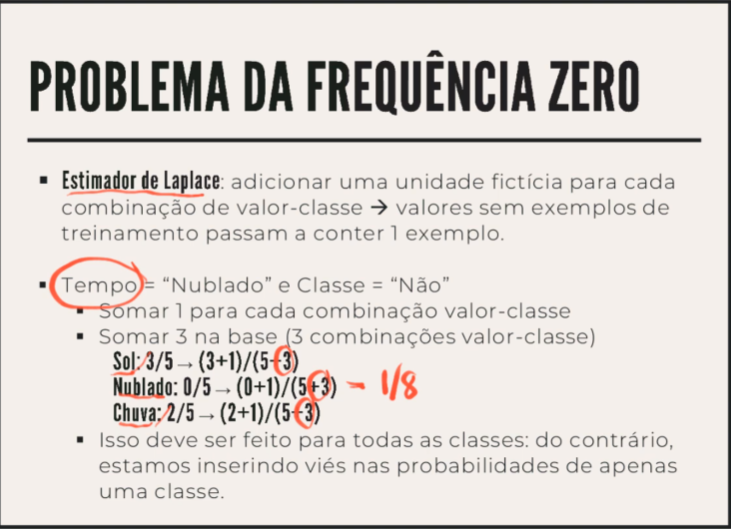 PROBLEMA DA FREQUÊNCIA ZERO
▪ Estimador de Laplace: adicionar uma unidade fictícia para cada
combinação de valor-classe → valores sem exemplos de
treinamento passam a conter 1 exemplo.
▪ Tempo = “Nublado” e Classe = “Não”
▪ Somar 1 para cada combinação valor-classe
▪ Somar 3 na base (3 combinações valor-classe)
Sol: 3/5 → (3+1)/(5+3)
Nublado: 0/5 → (0+1)/(5+3) - 1/8
Chuva: 2/5 → (2+1)/(5+3)
▪ Isso deve ser feito para todas as classes: do contrário,
estamos inserindo viés nas probabilidades de apenas
uma classe.